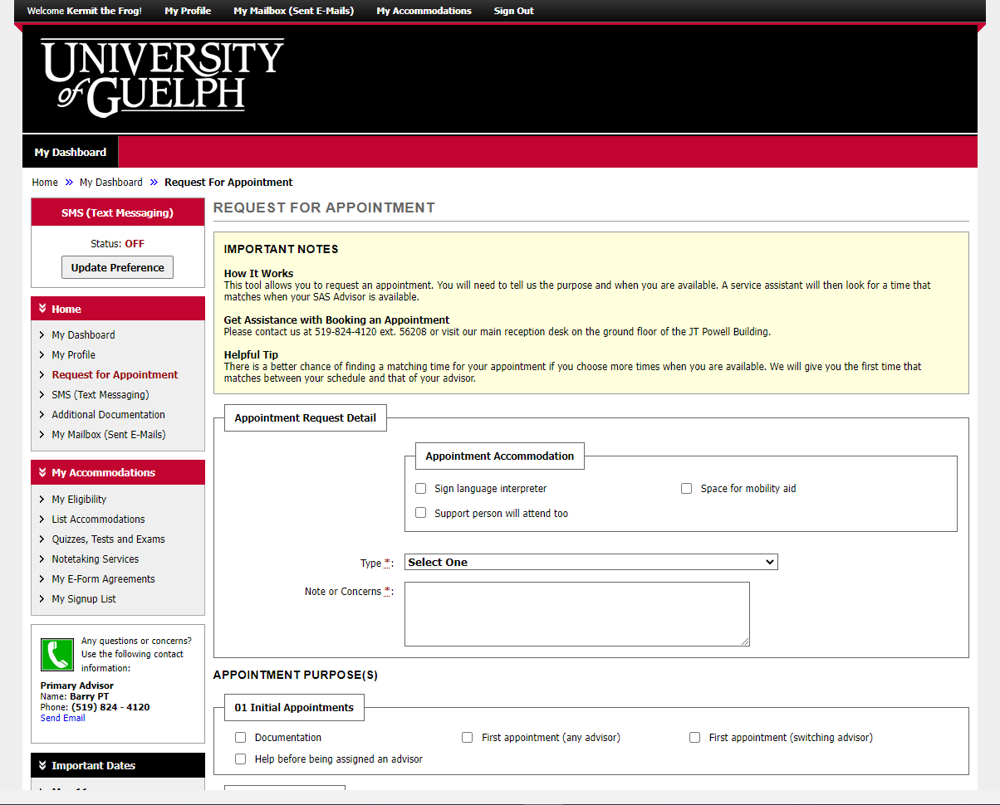 Welcome Kermit the Frog! My Profile My Mailbox (Sent E-Mails) My Accommodations Sign Out
UNIVERSITY
of GUELPH
My Dashboard
Home » My Dashboard » Request For Appointment
SMS (Text Messaging)
Status: OFF
Update Preference
Home
My Dashboard
My Profile
Request for Appointment
SMS (Text Messaging)
Additional Documentation
My Mailbox (Sent E-Mails)
My Accommodations
My Eligibility
List Accommodations
Quizzes, Tests and Exams
Notetaking Services
My E-Form Agreements
My Signup List
Any questions or concerns?
Use the following contact
information:
Primary Advisor
Name: Barry PT
Phone: (519) 824 - 4120
Send Email
Important Dates
REQUEST FOR APPOINTMENT
IMPORTANT NOTES
How It Works
This tool allows you to request an appointment. You will need to tell us the purpose and when you are available. A service assistant will then look for a time that
matches when your SAS Advisor is available.
Get Assistance with Booking an Appointment
Please contact us at 519-824-4120 ext. 56208 or visit our main reception desk on the ground floor of the JT Powell Building.
Helpful Tip
There is a better chance of finding a matching time for your appointment if you choose more times when you are available. We will give you the first time that
matches between your schedule and that of your advisor.
Appointment Request Detail
Appointment Accommodation
Sign language interpreter Space for mobility aid
Support person will attend too
Type *: Select One
Note or Concerns *:
APPOINTMENT PURPOSE(S)
01 Initial Appointments
Documentation First appointment (any advisor) First appointment (switching advisor)
Help before being assigned an advisor